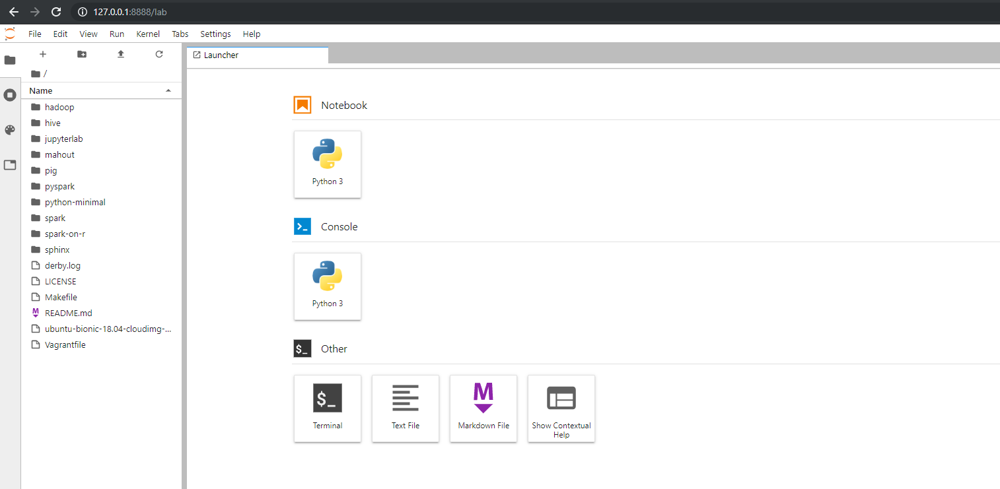 127.0.0.1:8888/lab
File Edit View Run Kernel Tabs Settings Help
Launcher
/
Name
hadoop
hive
jupyterlab
mahout
pig
pyspark
python-minimal
spark
spark-on-r
sphinx
derby.log
LICENSE
Makefile
README.md
ubuntu-bionic-18.04-cloudimg-...
Vagrantfile
Notebook
Python 3
Console
Python 3
$_ Other
$_
Terminal
Text File
M
Markdown File
Show Contextual
Help